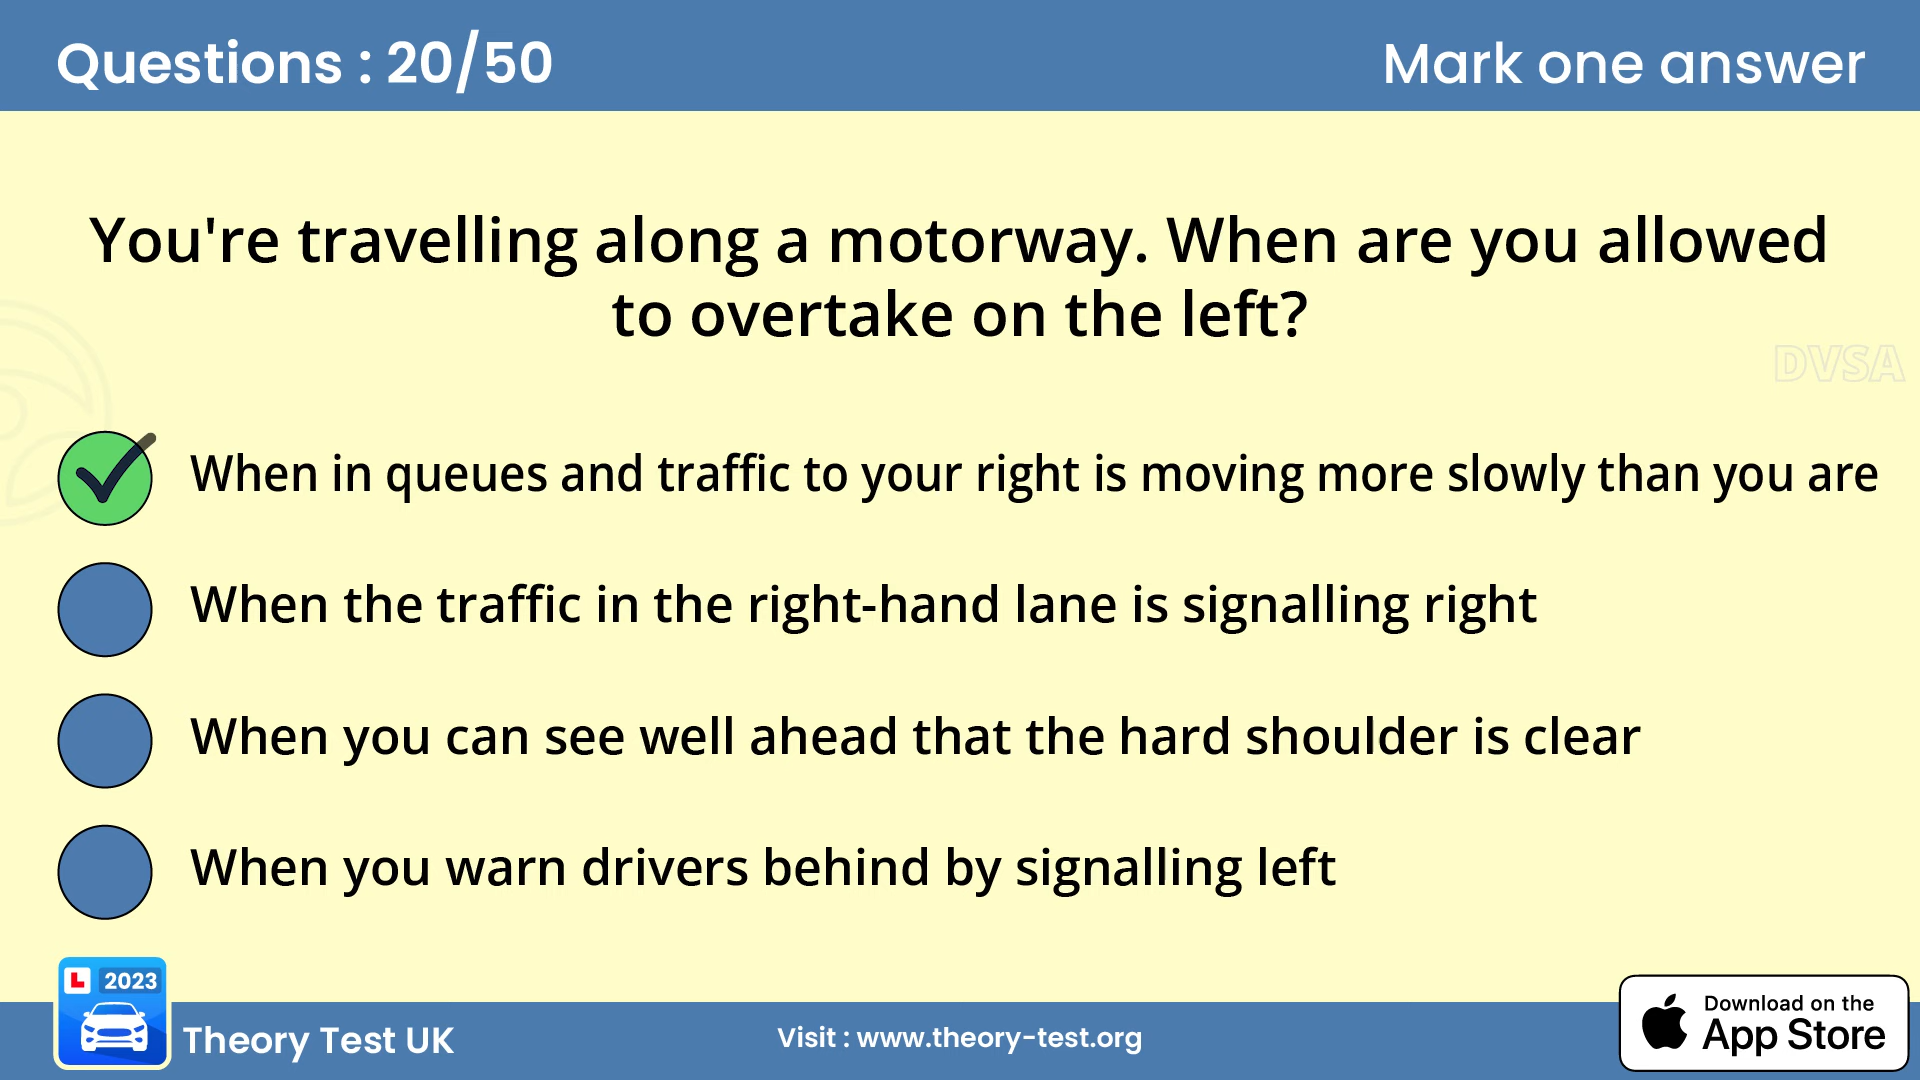 Questions : 20/50
Mark one answer
You're travelling along a motorway. When are you allowed
to overtake on the left?
DVSA
When in queues and traffic to your right is moving more slowly than you are
When the traffic in the right-hand lane is signalling right
When you can see well ahead that the hard shoulder is clear
When you warn drivers behind by signalling left
L 2023
Theory Test UK
Visit : www.theory-test.org
Download on the
App Store